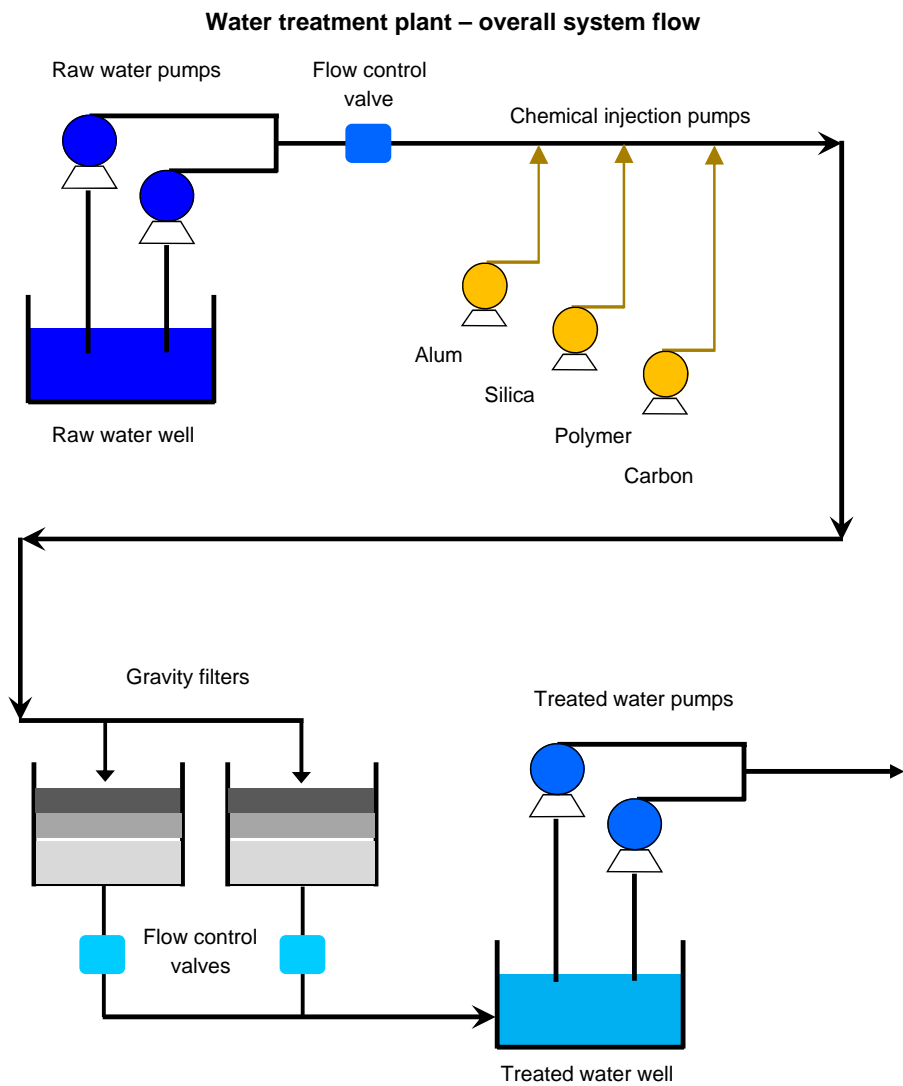 Water treatment plant – overall system flow
Raw water pumps
Flow control
valve
Chemical injection pumps
Alum
Silica
Polymer
Carbon
Raw water well
Gravity filters
Treated water pumps
Flow control
valves
Treated water well